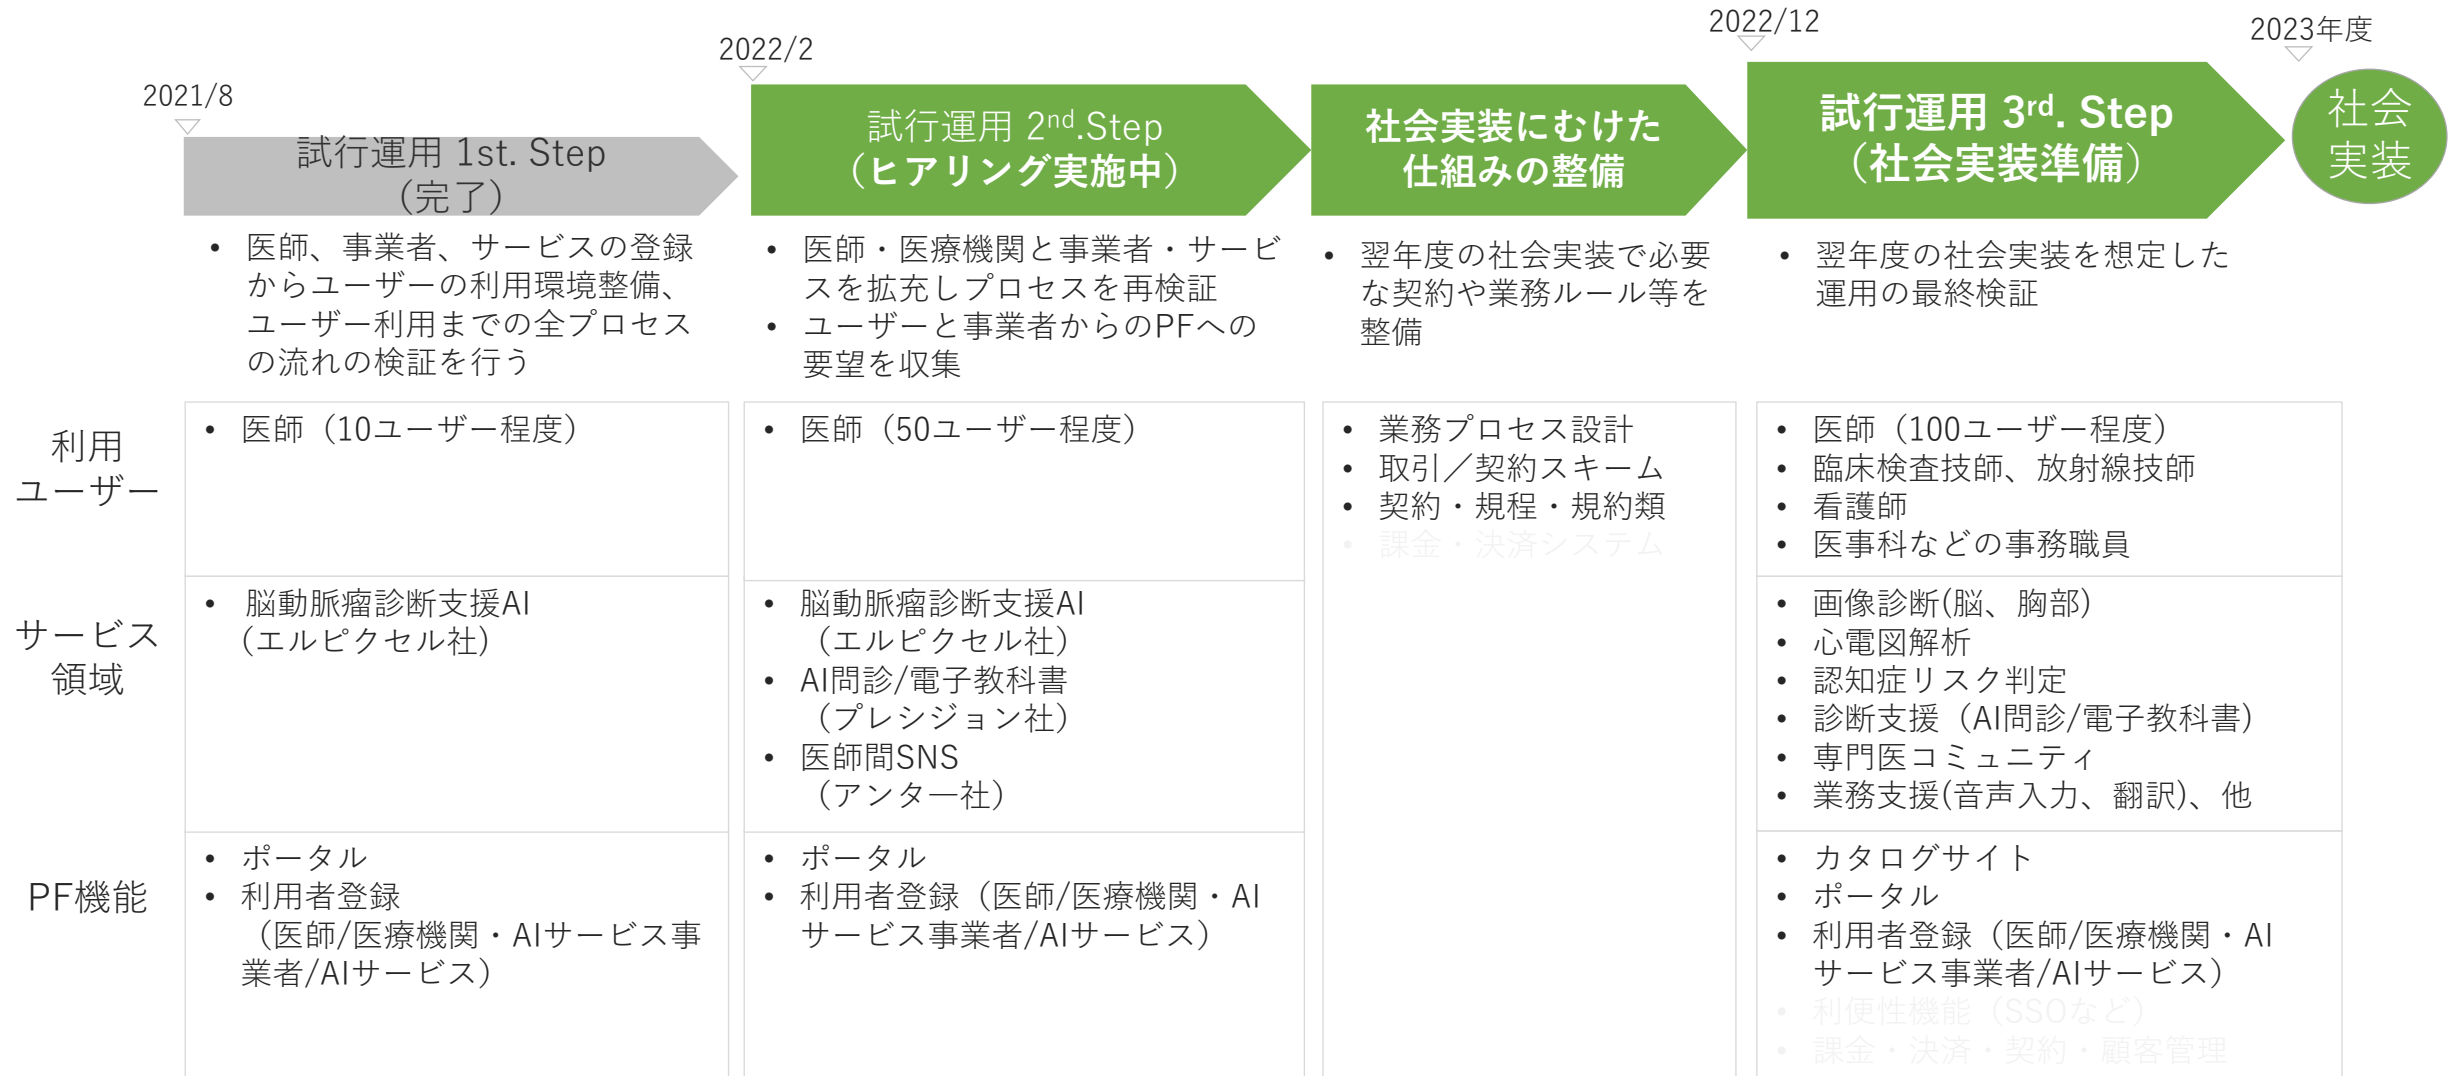 2021/8
2022/2
2022/12
2023年度
試行運用 1st. Step
（完了）
試行運用 2nd.Step
（ヒアリング実施中）
社会実装にむけた
仕組みの整備
試行運用 3rd. Step
（社会実装準備）
社会
実装
• 医師、事業者、サービスの登録
からユーザーの利用環境整備、
ユーザー利用までの全プロセス
の流れの検証を行う
• 医師・医療機関と事業者・サービ
スを拡充しプロセスを再検証
• ユーザーと事業者からのPFへの
要望を収集
• 翌年度の社会実装で必要
な契約や業務ルール等を
整備
• 翌年度の社会実装を想定した
運用の最終検証
利用
ユーザー
• 医師（10ユーザー程度）
• 医師（50ユーザー程度）
• 業務プロセス設計
• 取引／契約スキーム
• 契約・規程・規約類
• 課金・決済システム
• 医師（100ユーザー程度）
• 臨床検査技師、放射線技師
• 看護師
• 医事科などの事務職員
サービス
領域
• 脳動脈瘤診断支援AI
(エルピクセル社)
• 脳動脈瘤診断支援AI
（エルピクセル社）
• AI問診/電子教科書
（プレシジョン社）
• 医師間SNS
（アンター社）
• 画像診断(脳、胸部)
• 心電図解析
• 認知症リスク判定
• 診断支援（AI問診/電子教科書)
• 専門医コミュニティ
• 業務支援(音声入力、翻訳)、他
PF機能
• ポータル
• 利用者登録
（医師/医療機関・AIサービス事
業者/AIサービス）
• ポータル
• 利用者登録（医師/医療機関・AI
サービス事業者/AIサービス）
• カタログサイト
• ポータル
• 利用者登録（医師/医療機関・AI
サービス事業者/AIサービス）
• 利便性機能（SSOなど）
• 課金・決済・契約・顧客管理